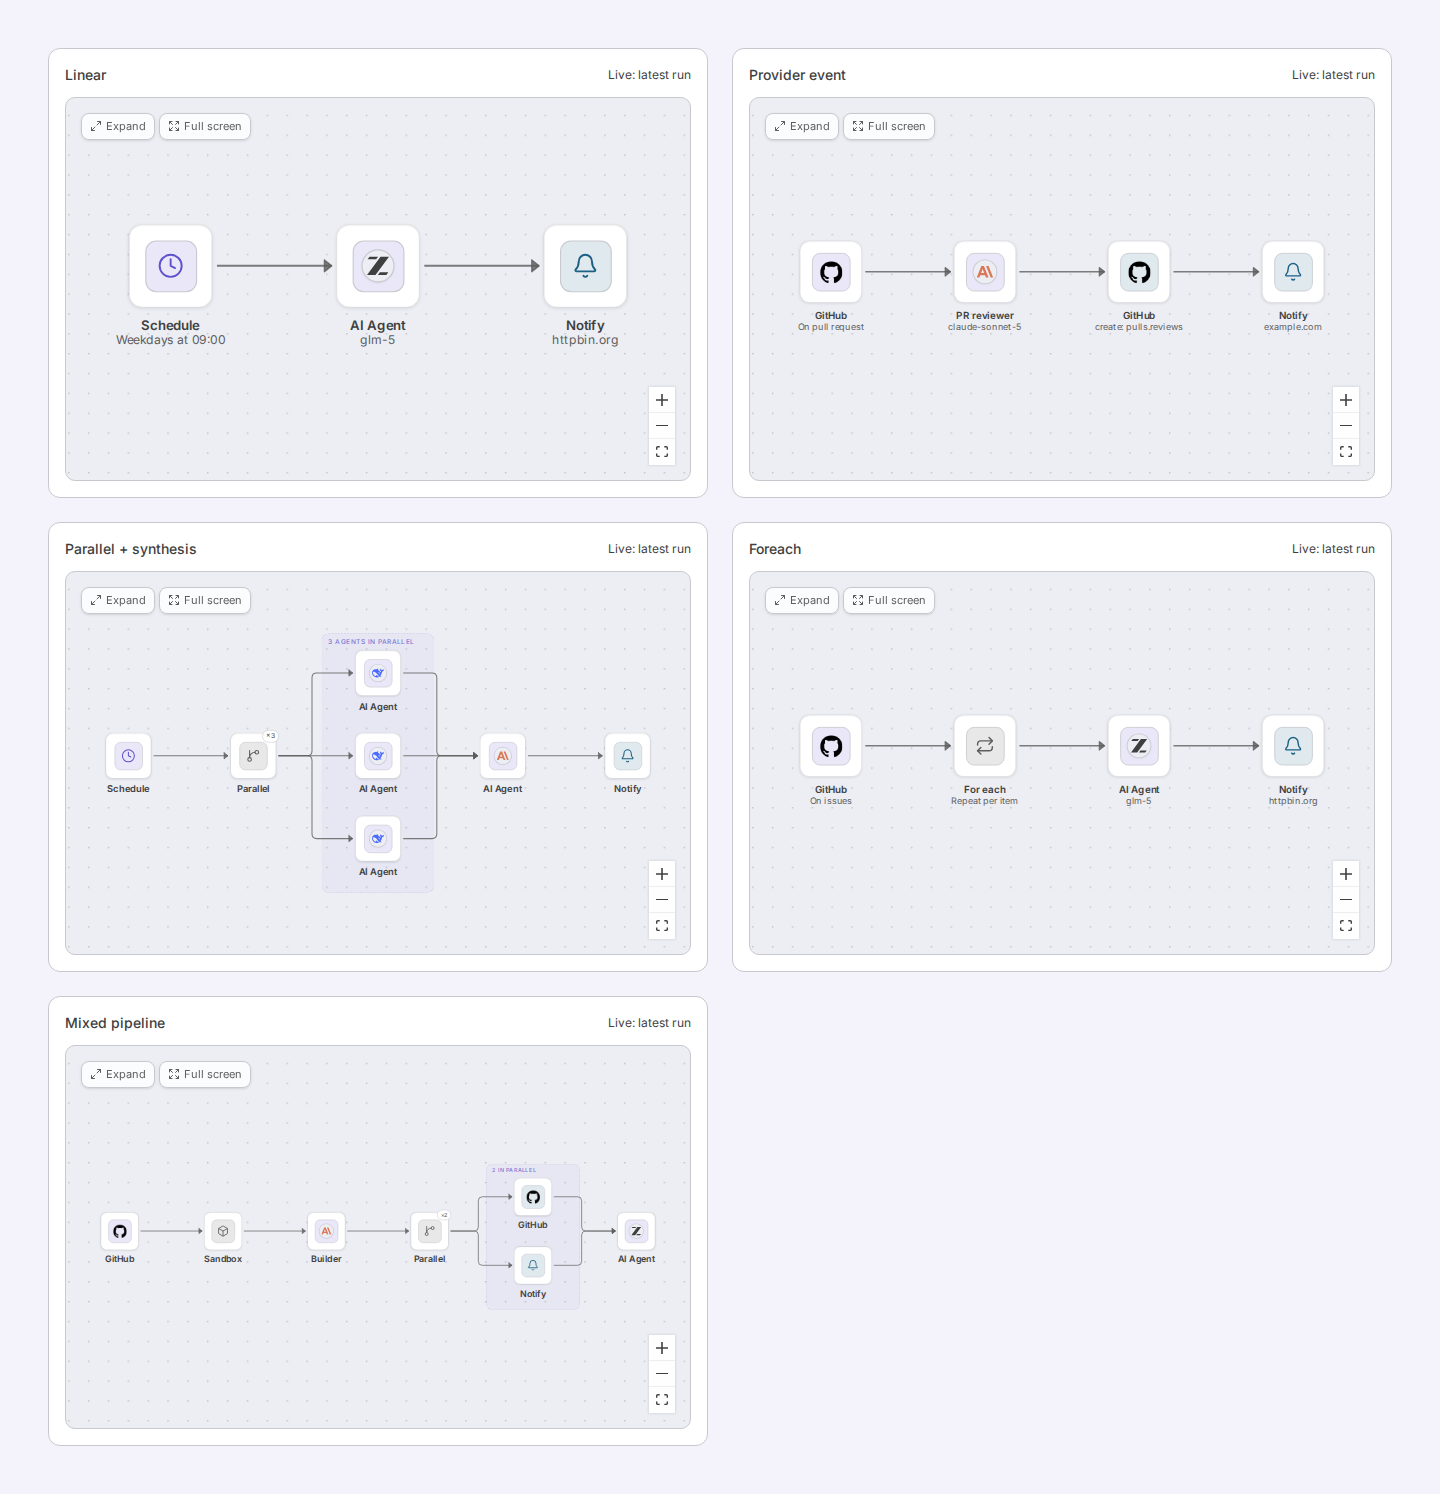 Linear
Live: latest run
Expand
Full screen
Schedule
Weekdays at 09:00
AI Agent
glm-5
Notify
httpbin.org
Provider event
Live: latest run
Expand
Full screen
GitHub
On pull request
PR reviewer
claude-sonnet-5
GitHub
create: pulls.reviews
Notify
example.com
Parallel + synthesis
Live: latest run
Expand
Full screen
3 AGENTS IN PARALLEL
AI Agent
×3
Schedule
Parallel
AI Agent
AI Agent
Notify
AI Agent
Foreach
Live: latest run
Expand
Full screen
GitHub
On issues
For each
Repeat per item
AI Agent
glm-5
Notify
httpbin.org
Mixed pipeline
Live: latest run
Expand
Full screen
2 IN PARALLEL
×2
GitHub
GitHub
Sandbox
Builder
Parallel
AI Agent
Notify